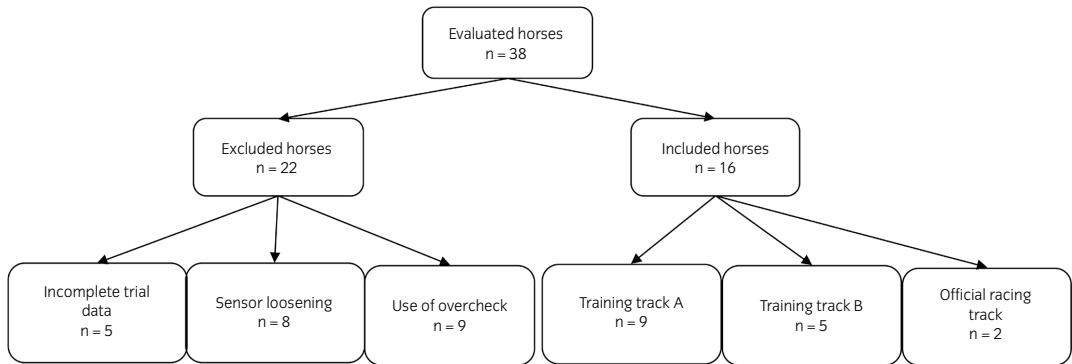 Evaluated horses
n = 38
Excluded horses
n = 22
Included horses
n = 16
Incomplete trial
data
n = 5
Sensor loosening
n = 8
Use of overcheck
n = 9
Training track A
n = 9
Training track B
n = 5
Official racing
track
n = 2